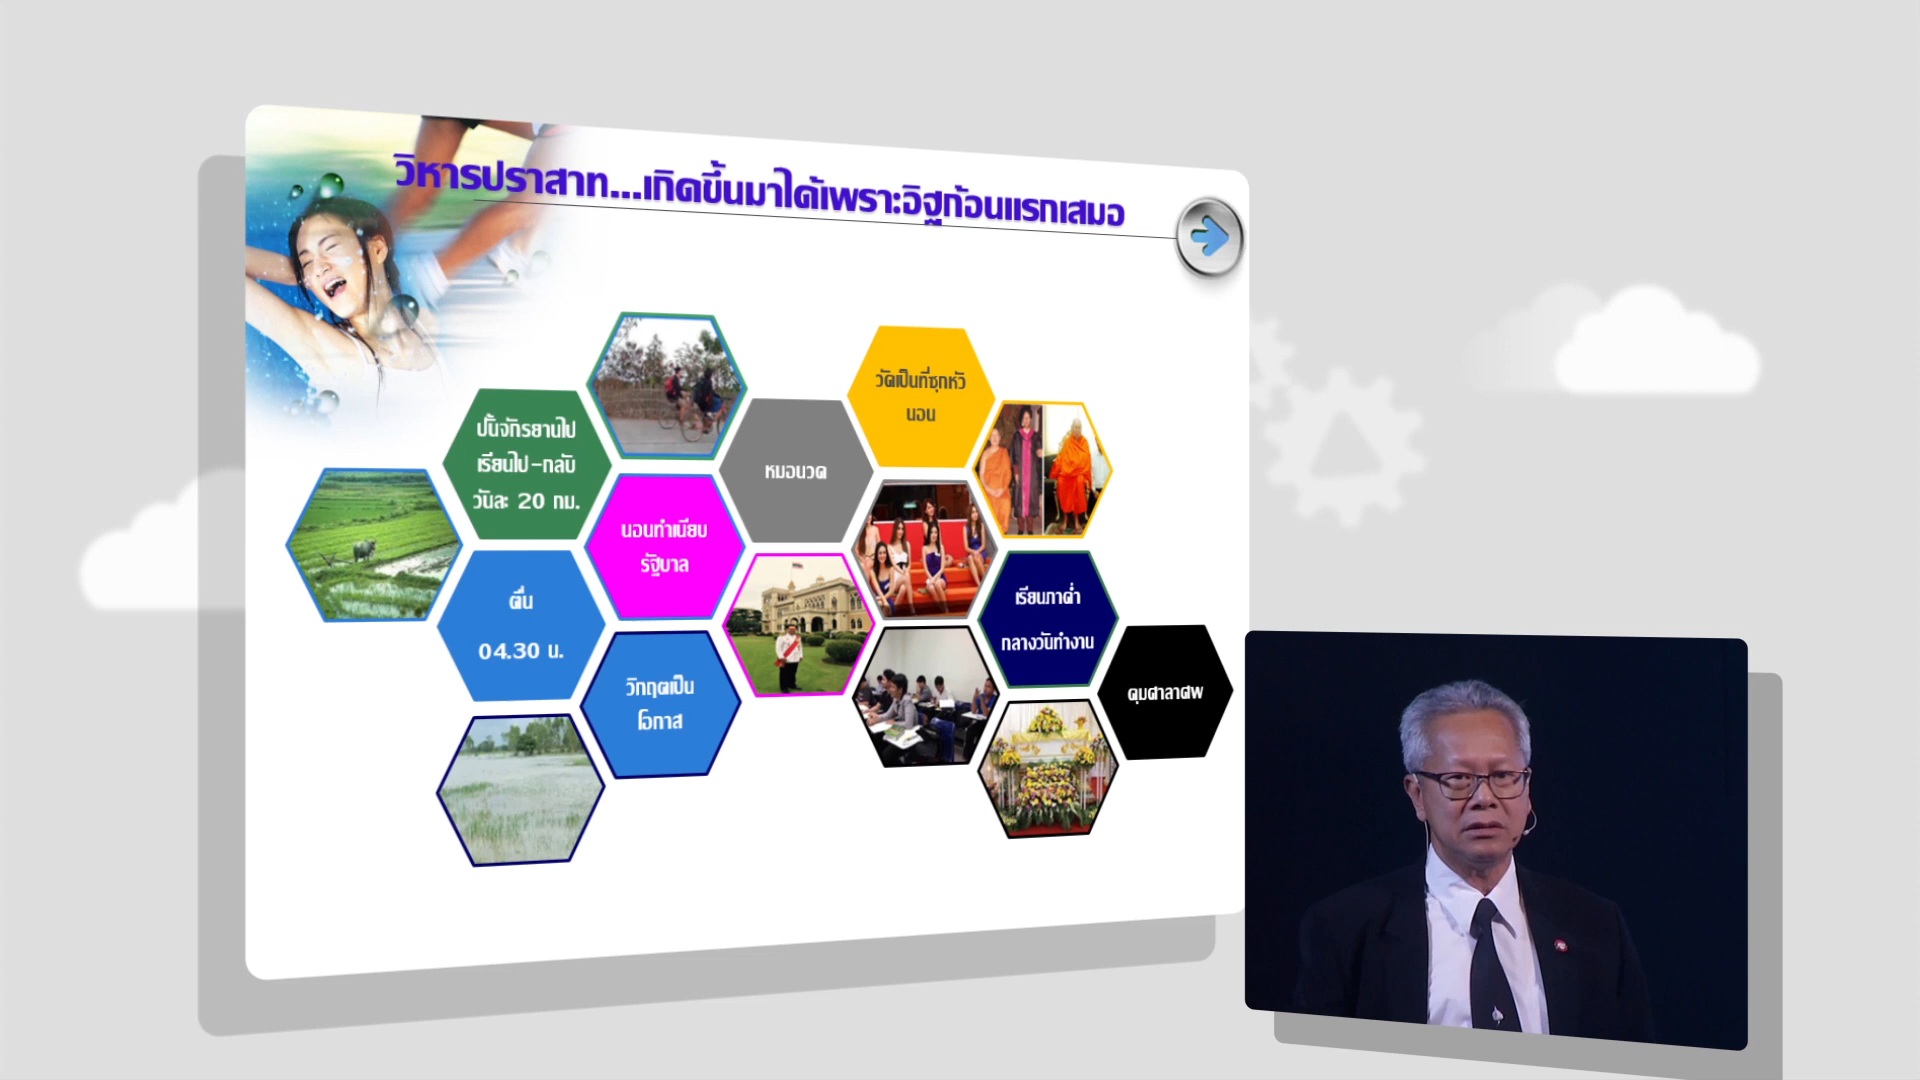 วิหารปราสาท...เกิดขึ้นมาได้เพราะอิฐก้อนแรกเสมอ
วัดเป็นที่ซุกหัว
นอน
ปั้นจักรยานไป
เรียนไป-กลับ
วันละ 20 กม.
หมอนวด
นอนทำเนียบ
รัฐบาล
ตื่น
04.30 น.
เรียนภาค่ำ
กลางวันทำงาน
วิกฤตเป็น
โอกาส
คุมศาลาศพ